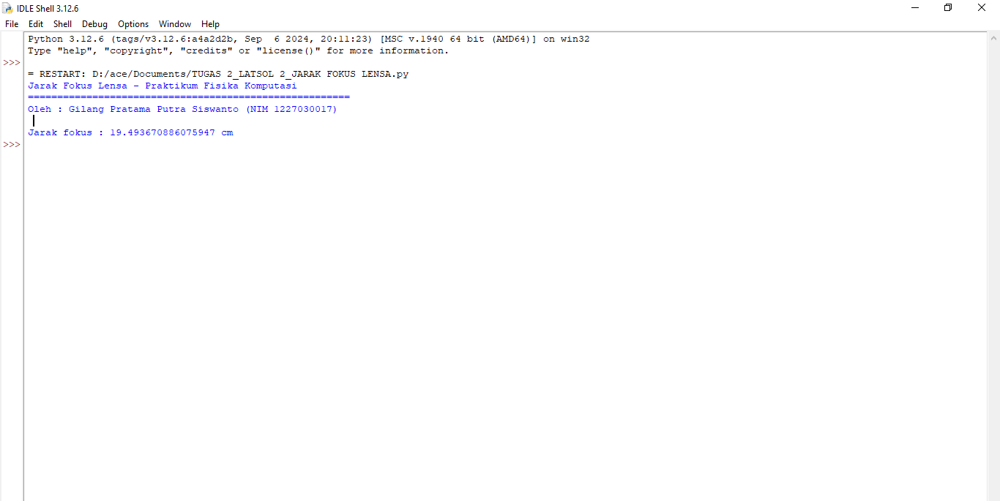 IDLE Shell 3.12.6
File Edit Shell Debug Options Window Help
Python 3.12.6 (tags/v3.12.6:a4a2d2b, Sep  6 2024, 20:11:23) [MSC v.1940 64 bit (AMD64)] on win32
Type "help", "copyright", "credits" or "license()" for more information.
>>>
= RESTART: D:/ace/Documents/TUGAS 2_LATSOL 2_JARAK FOKUS LENSA.py
Jarak Fokus Lensa - Praktikum Fisika Komputasi
=======================================================
Oleh : Gilang Pratama Putra Siswanto (NIM 1227030017)
Jarak fokus : 19.493670886075947 cm
>>>